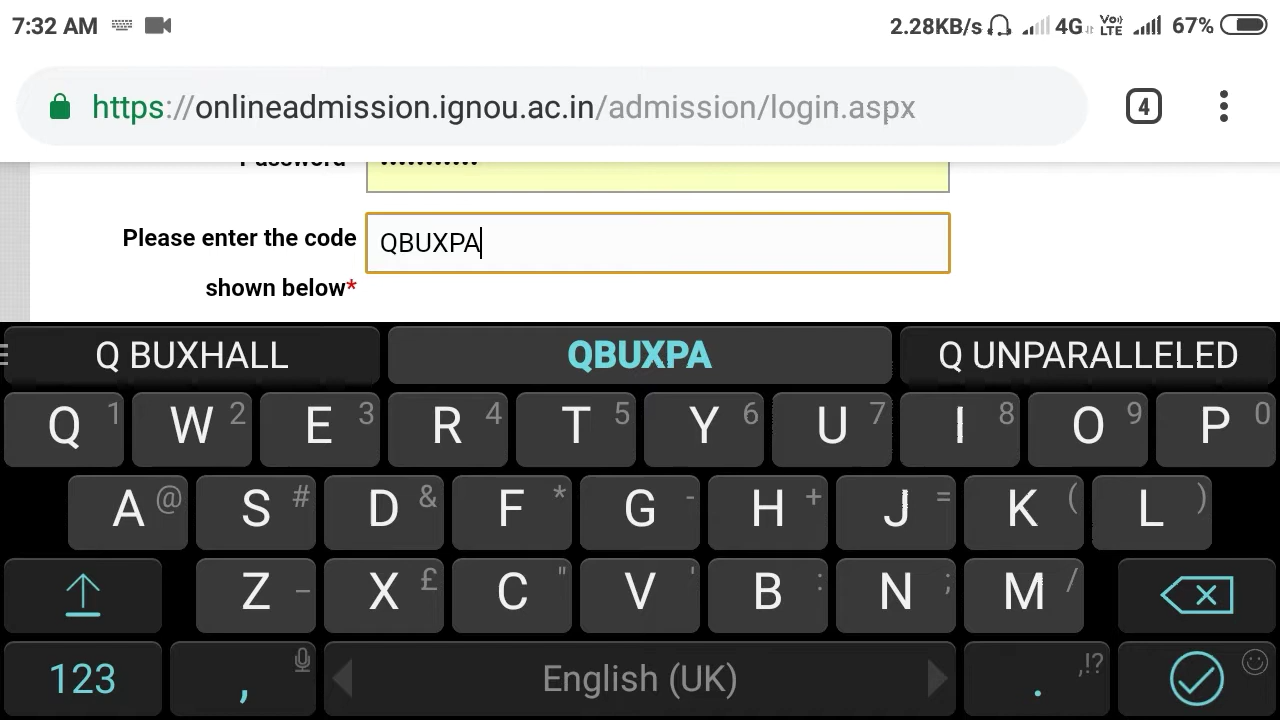 7:32 AM 2.28KB/s 4G VoLTE 67%
https://onlineadmission.ignou.ac.in/admission/login.aspx 4
Password
Please enter the code QBUXPA
shown below*
Q BUXHALL QBUXPA Q UNPARALLELED
Q 1 W 2 E 3 R 4 T 5 Y 6 U 7 I 8 O 9 P 0
A @ S # D & F * G - H + J = K ( L )
Z _ X £ C " V ' B : N ; M /
123 , English (UK) . ,!?